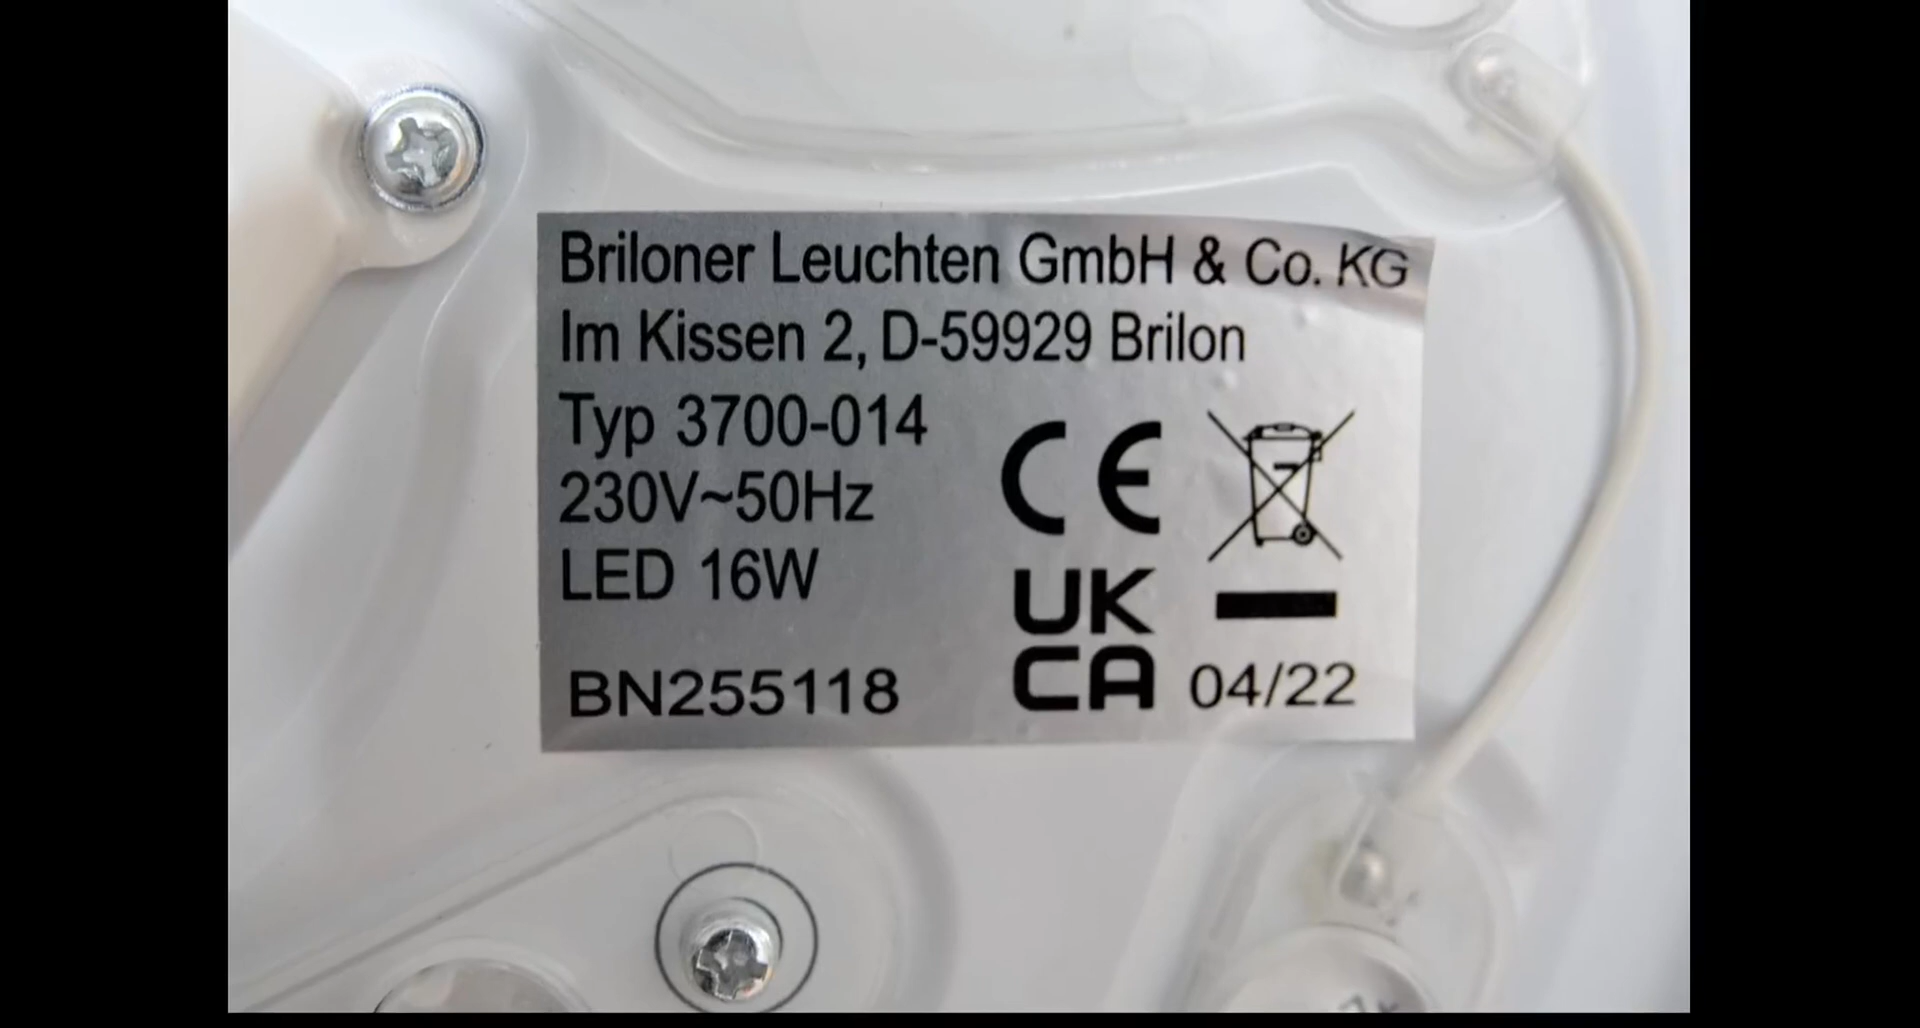 Briloner Leuchten GmbH & Co. KG
Im Kissen 2, D-59929 Brilon
Typ 3700-014
230V~50Hz
LED 16W
CE
UK
CA
BN255118
04/22